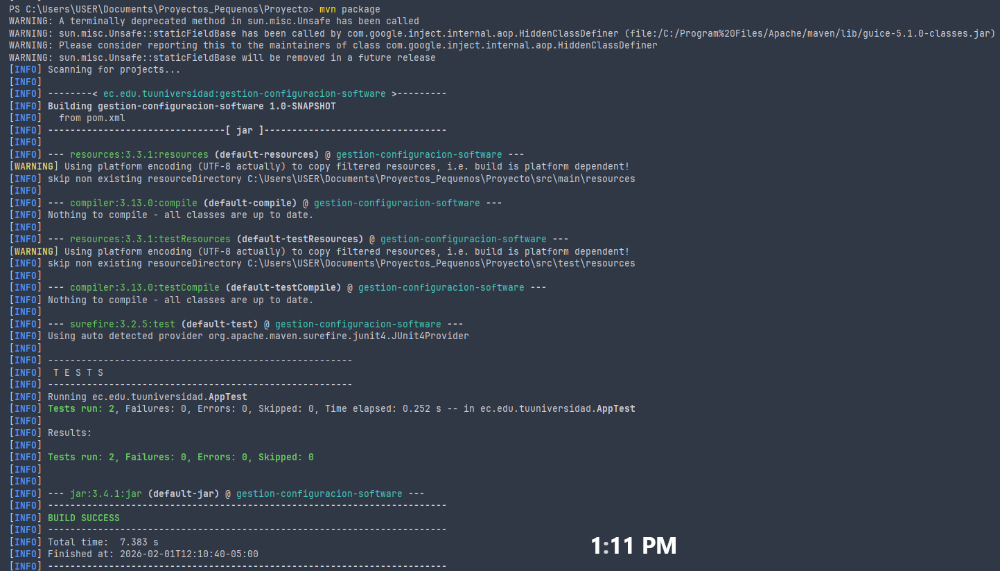 PS C:\Users\USER\Documents\Proyectos_Pequenos\Proyecto> mvn package
WARNING: A terminally deprecated method in sun.misc.Unsafe has been called
WARNING: sun.misc.Unsafe::staticFieldBase has been called by com.google.inject.internal.aop.HiddenClassDefiner (file:/C:/Program%20Files/Apache/maven/lib/guice-5.1.0-classes.jar)
WARNING: Please consider reporting this to the maintainers of class com.google.inject.internal.aop.HiddenClassDefiner
WARNING: sun.misc.Unsafe::staticFieldBase will be removed in a future release
[INFO] Scanning for projects...
[INFO]
[INFO] --------< ec.edu.tuuniversidad:gestion-configuracion-software >---------
[INFO] Building gestion-configuracion-software 1.0-SNAPSHOT
[INFO]   from pom.xml
[INFO] --------------------------------[ jar ]---------------------------------
[INFO]
[INFO] --- resources:3.3.1:resources (default-resources) @ gestion-configuracion-software ---
[WARNING] Using platform encoding (UTF-8 actually) to copy filtered resources, i.e. build is platform dependent!
[INFO] skip non existing resourceDirectory C:\Users\USER\Documents\Proyectos_Pequenos\Proyecto\src\main\resources
[INFO]
[INFO] --- compiler:3.13.0:compile (default-compile) @ gestion-configuracion-software ---
[INFO] Nothing to compile - all classes are up to date.
[INFO]
[INFO] --- resources:3.3.1:testResources (default-testResources) @ gestion-configuracion-software ---
[WARNING] Using platform encoding (UTF-8 actually) to copy filtered resources, i.e. build is platform dependent!
[INFO] skip non existing resourceDirectory C:\Users\USER\Documents\Proyectos_Pequenos\Proyecto\src\test\resources
[INFO]
[INFO] --- compiler:3.13.0:testCompile (default-testCompile) @ gestion-configuracion-software ---
[INFO] Nothing to compile - all classes are up to date.
[INFO]
[INFO] --- surefire:3.2.5:test (default-test) @ gestion-configuracion-software ---
[INFO] Using auto detected provider org.apache.maven.surefire.junit4.JUnit4Provider
[INFO]
[INFO] -------------------------------------------------------
[INFO]  T E S T S
[INFO] -------------------------------------------------------
[INFO] Running ec.edu.tuuniversidad.AppTest
[INFO] Tests run: 2, Failures: 0, Errors: 0, Skipped: 0, Time elapsed: 0.252 s -- in ec.edu.tuuniversidad.AppTest
[INFO]
[INFO] Results:
[INFO]
[INFO] Tests run: 2, Failures: 0, Errors: 0, Skipped: 0
[INFO]
[INFO]
[INFO] --- jar:3.4.1:jar (default-jar) @ gestion-configuracion-software ---
[INFO] ------------------------------------------------------------------------
[INFO] BUILD SUCCESS
[INFO] ------------------------------------------------------------------------
[INFO] Total time:  7.383 s
[INFO] Finished at: 2026-02-01T12:10:40-05:00
1:11 PM
[INFO] ------------------------------------------------------------------------